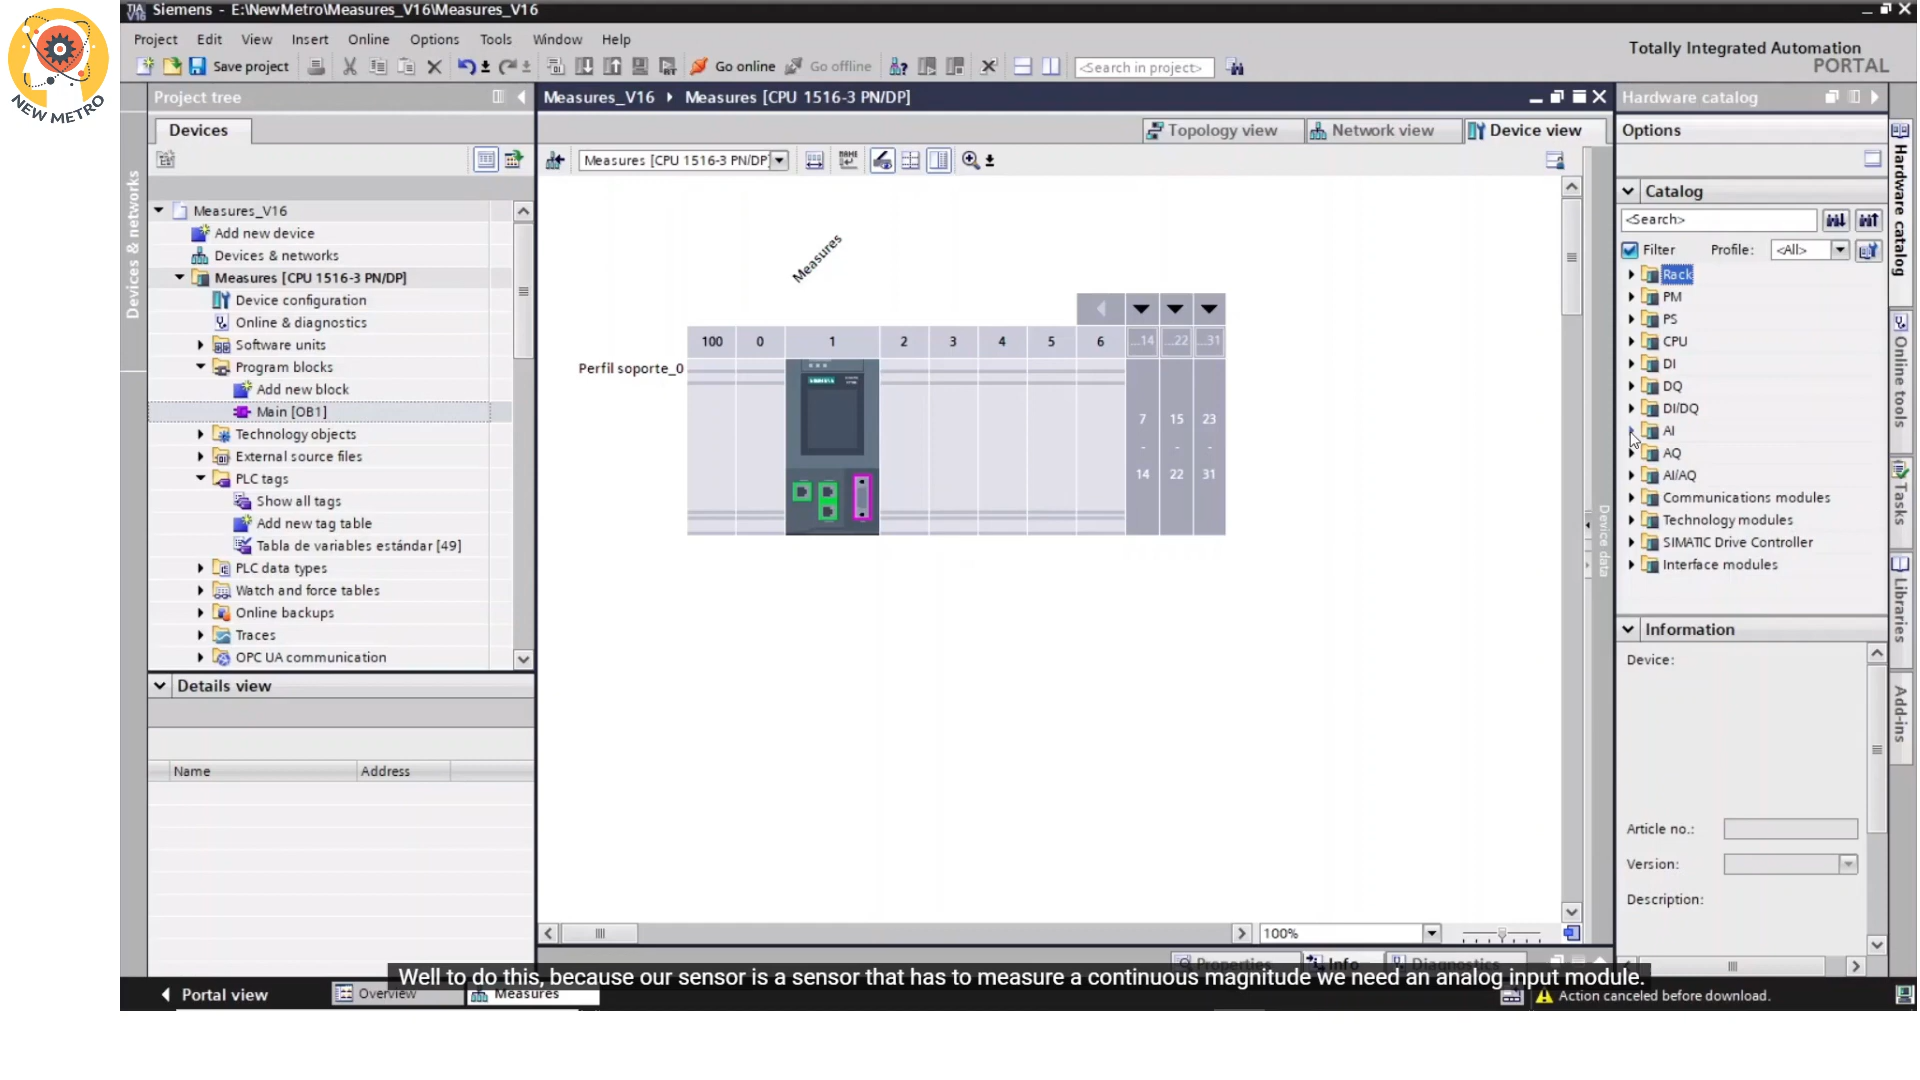 Siemens - E:\NewMetro\Measures_V16\Measures_V16
NEW METRO
Project Edit View Insert Online Options Tools Window Help
Totally Integrated Automation
PORTAL
Save project
Go online
Go offline
<Search in project>
Project tree
Measures_V16 ▸ Measures [CPU 1516-3 PN/DP]
Hardware catalog
Devices
Topology view
Network view
Device view
Options
Measures [CPU 1516-3 PN/DP]
Devices & networks
Measures_V16
Add new device
Devices & networks
Measures [CPU 1516-3 PN/DP]
Device configuration
Online & diagnostics
Software units
Program blocks
Add new block
Main [OB1]
Technology objects
External source files
PLC tags
Show all tags
Add new tag table
Tabla de variables estándar [49]
PLC data types
Watch and force tables
Online backups
Traces
OPC UA communication
Details view
Name Address
Measures
100 0 1 2 3 4 5 6 ...14 ...22 ...31
Perfil soporte_0
SIEMENS
7 15 23
- - -
14 22 31
Device data
100%
Catalog
<Search>
Filter Profile: <All>
Rack
PM
PS
CPU
DI
DQ
DI/DQ
AI
AQ
AI/AQ
Communications modules
Technology modules
SIMATIC Drive Controller
Interface modules
Information
Device:
Article no.:
Version:
Description:
Hardware catalog
Online tools
Tasks
Libraries
Add-ins
Properties Info Diagnostics
Well to do this, because our sensor is a sensor that has to measure a continuous magnitude we need an analog input module.
Portal view
Overview
Measures
Action canceled before download.